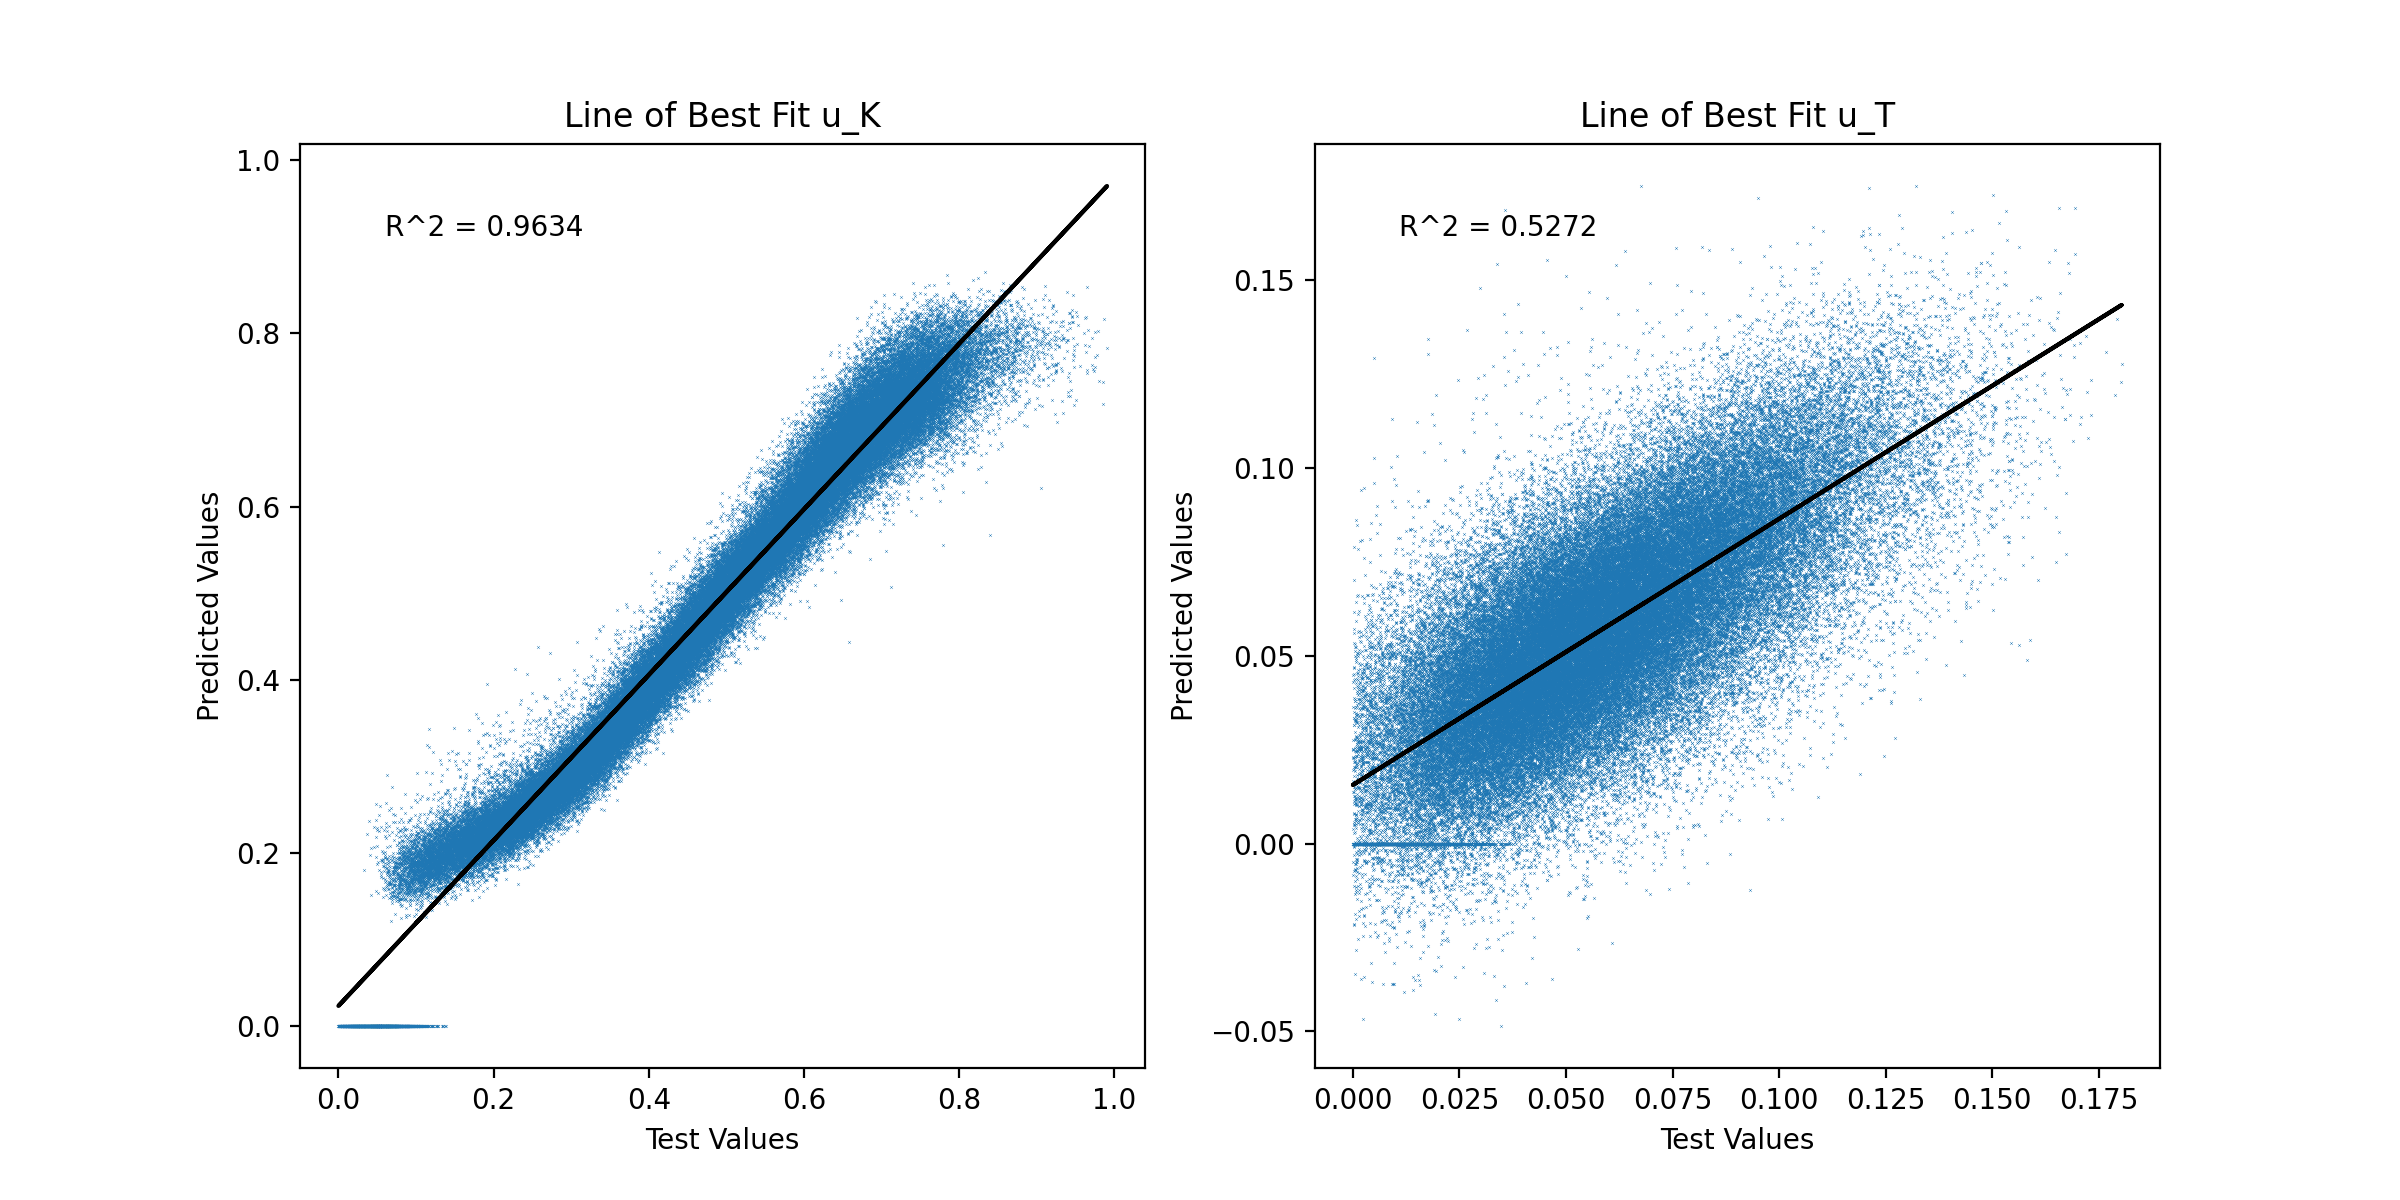 Line of Best Fit u_K
R^2 = 0.9634
1.0
0.8
0.6
0.4
0.2
0.0
Predicted Values
0.0 0.2 0.4 0.6 0.8 1.0
Test Values
Line of Best Fit u_T
R^2 = 0.5272
0.15
0.10
0.05
0.00
−0.05
Predicted Values
0.000 0.025 0.050 0.075 0.100 0.125 0.150 0.175
Test Values